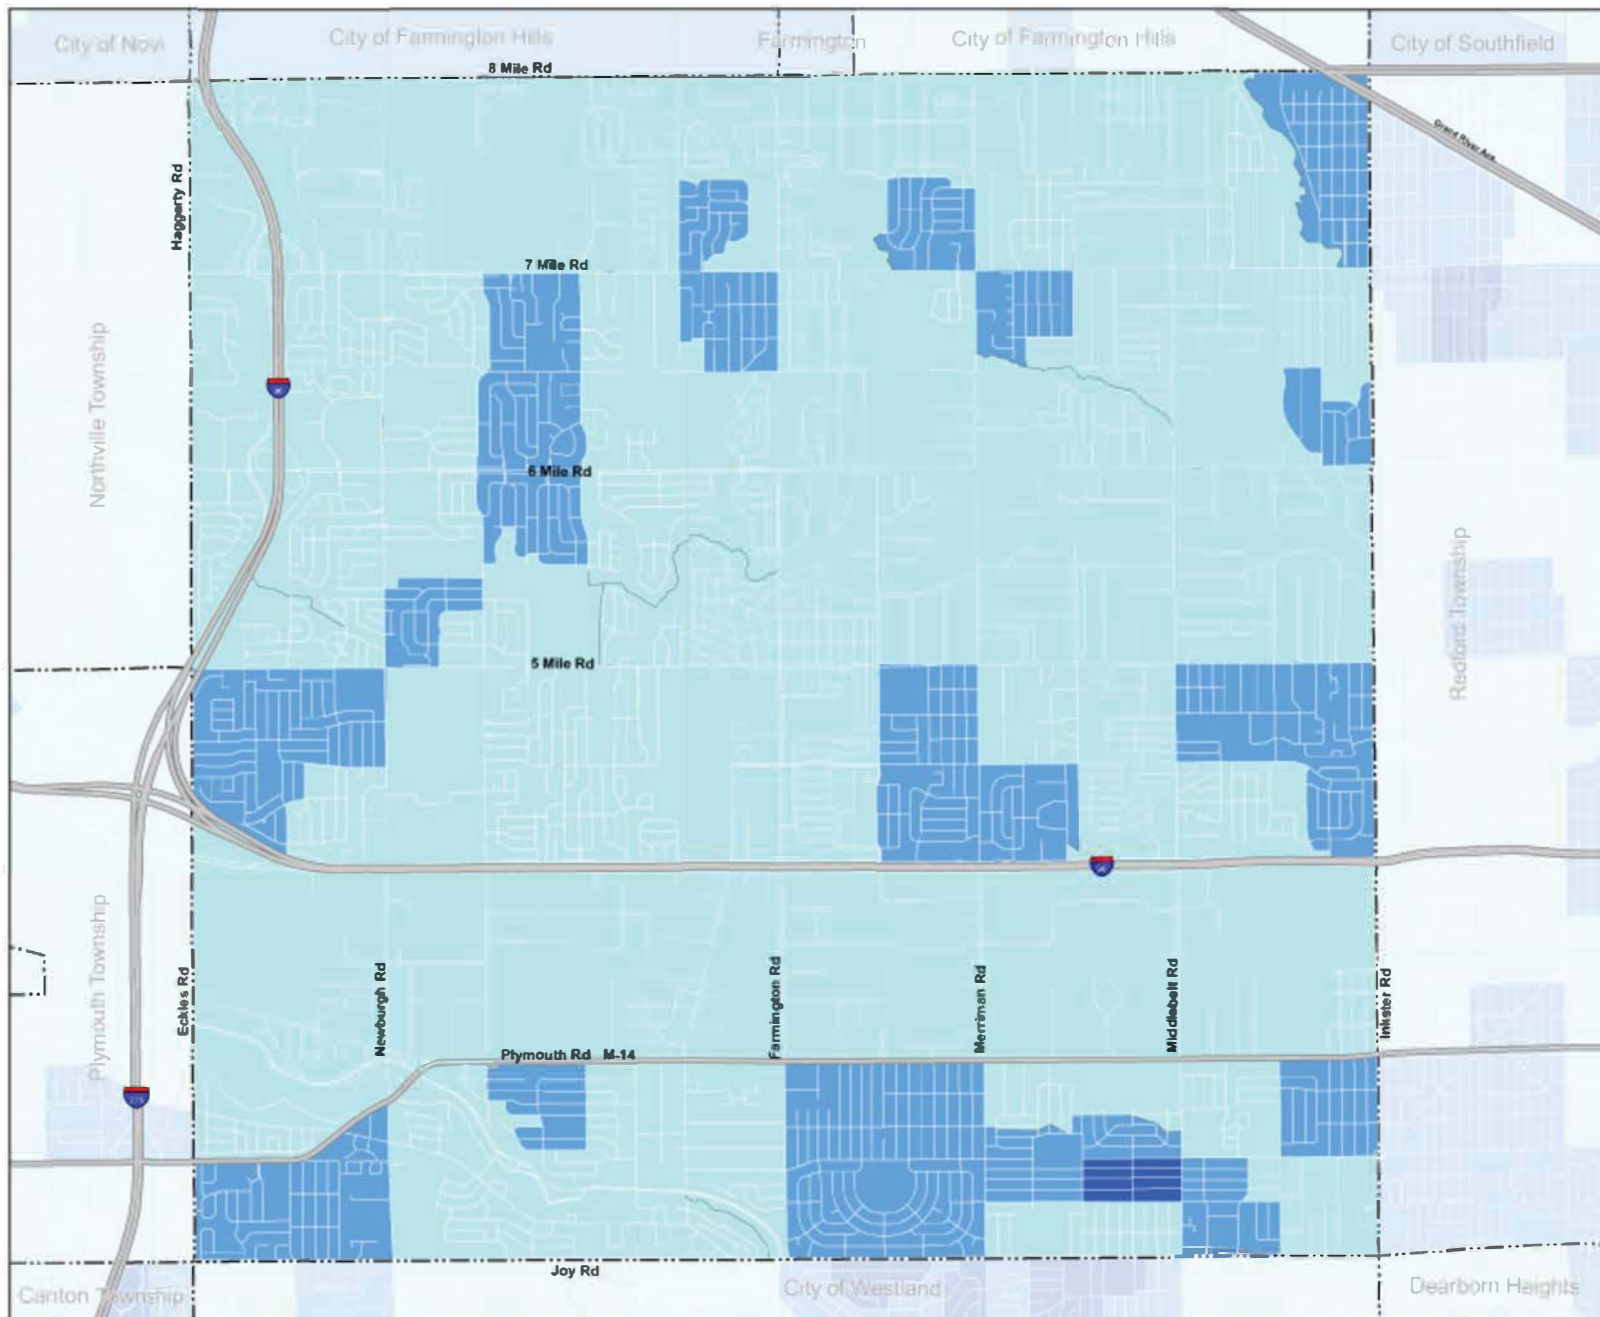 City of Novi
City of Farmington Hills
Farmington
City of Farmington Hills
City of Southfield
8 Mile Rd
Grand River Ave
Haggerty Rd
7 Mile Rd
Northville Township
6 Mile Rd
Redford Township
5 Mile Rd
Plymouth Township
Eckles Rd
Newburgh Rd
Farmington Rd
Merriman Rd
Middlebelt Rd
Inkster Rd
Plymouth Rd M-14
275
Joy Rd
Canton Township
City of Westland
Dearborn Heights